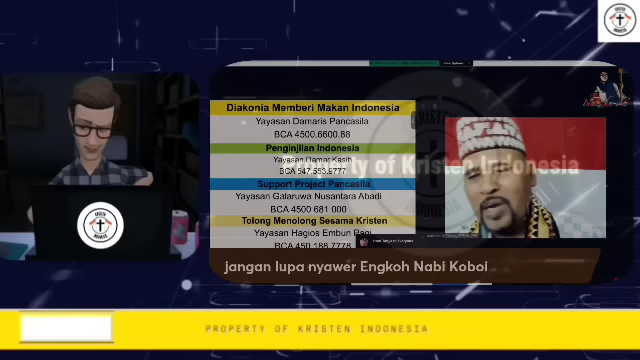 Diakonia Memberi Makan Indonesia
Yayasan Damaris Pancasila
BCA 4500.6600.88
Penginjilan Indonesia
Yayasan Damar Kasih
BCA 547.553.9777
Support Project Pancasila
Yayasan Galaruwa Nusantara Abadi
BCA 4500 681 000
Tolong Menolong Sesama Kristen
Yayasan Hagios Embun Pagi
BCA 450.188.7778
Property of Kristen Indonesia
jangan lupa nyawer Engkoh Nabi Koboi
PROPERTY OF KRISTEN INDONESIA